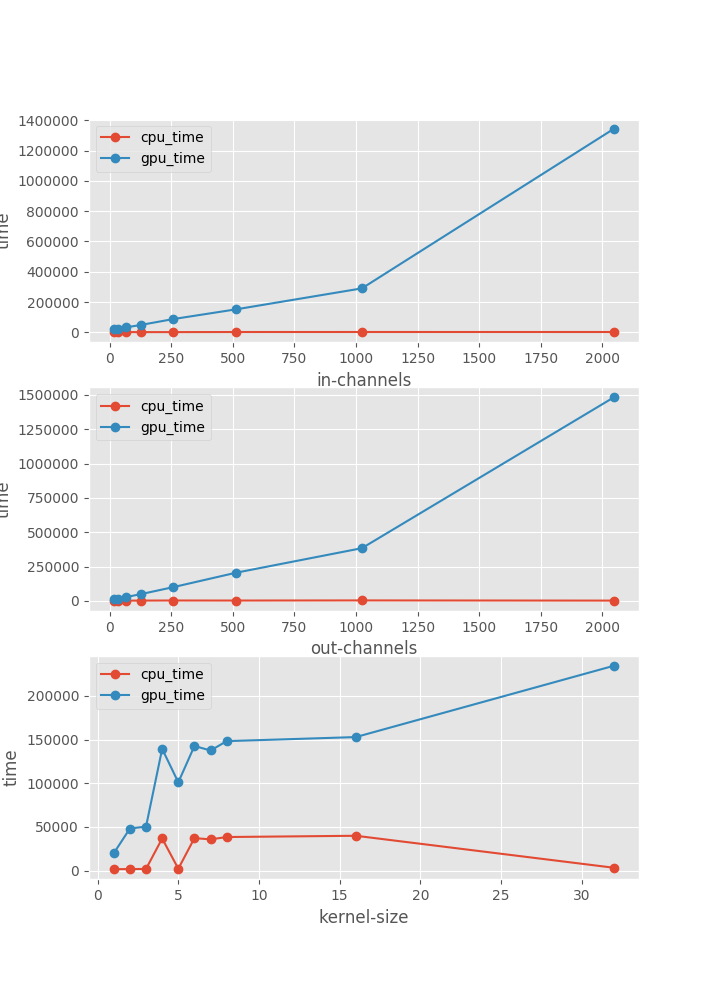 1400000
1200000
1000000
800000
600000
400000
200000
0
time
cpu_time
gpu_time
0 250 500 750 1000 1250 1500 1750 2000
in-channels
1500000
1250000
1000000
750000
500000
250000
0
time
cpu_time
gpu_time
0 250 500 750 1000 1250 1500 1750 2000
out-channels
200000
150000
100000
50000
0
time
cpu_time
gpu_time
0 5 10 15 20 25 30
kernel-size